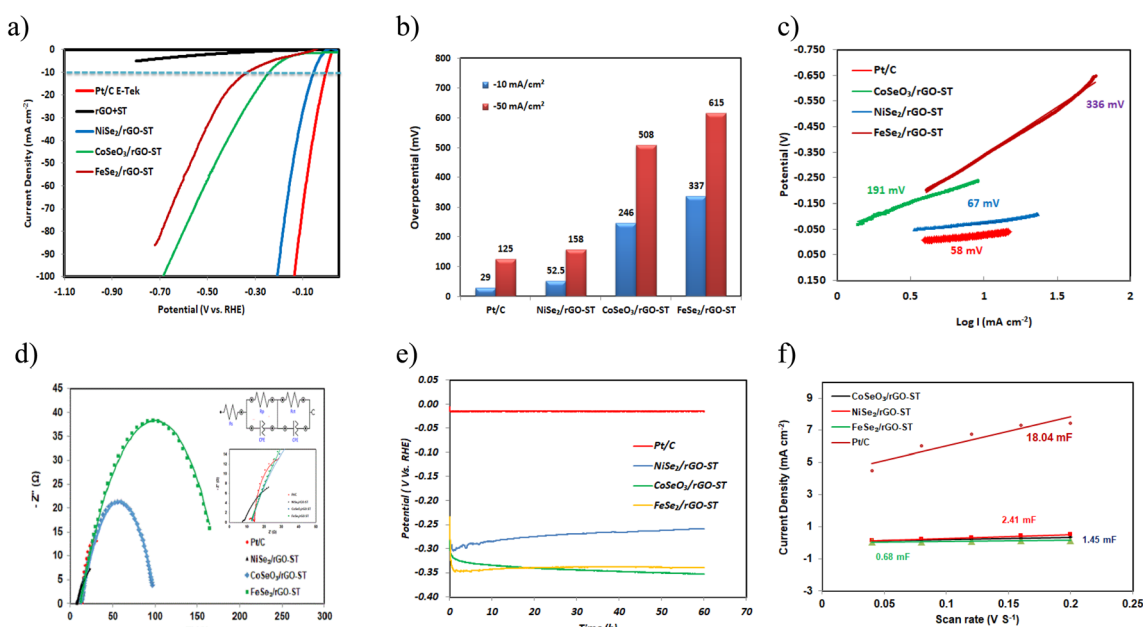 a)
0
-10
-20
-30
-40
-50
-60
-70
-80
-90
-100
-1.10
-0.70
-0.30
-0.10
Current Density (mA cm⁻²)
Potential (V vs. RHE)
Pt/C E-Tek
rGO+ST
NiSe₂/rGO-ST
CoSeO₃/rGO-ST
FeSe₂/rGO-ST
b)
800
700
600
500
400
300
200
100
0
Overpotential (mV)
-10 mA/cm²
-50 mA/cm²
29
125
52.5
158
246
508
337
615
Pt/C
NiSe₂/rGO-ST
CoSeO₃/rGO-ST
FeSe₂/rGO-ST
c)
-0.750
-0.650
-0.550
-0.450
-0.350
-0.250
-0.150
-0.050
0.050
0.150
Potential (V)
Pt/C
CoSeO₃/rGO-ST
NiSe₂/rGO-ST
FeSe₂/rGO-ST
336 mV
191 mV
67 mV
58 mV
0
0.5
1
1.5
2
Log I (mA cm⁻²)
d)
45
40
35
30
25
20
15
10
5
0
- Z'' (Ω)
Pt/C
NiSe₂/rGO-ST
CoSeO₃/rGO-ST
FeSe₂/rGO-ST
0
50
100
150
200
250
300
e)
0.05
0.00
-0.05
-0.10
-0.15
-0.20
-0.25
-0.30
-0.35
-0.40
Potential (V Vs. RHE)
Pt/C
NiSe₂/rGO-ST
CoSeO₃/rGO-ST
FeSe₂/rGO-ST
0
10
20
30
40
50
60
70
Time (h)
f)
9
7
5
3
1
-1
-3
Current Density (mA cm⁻²)
CoSeO₃/rGO-ST
NiSe₂/rGO-ST
FeSe₂/rGO-ST
Pt/C
18.04 mF
2.41 mF
1.45 mF
0.68 mF
0
0.05
0.1
0.15
0.2
0.25
Scan rate (V S⁻¹)